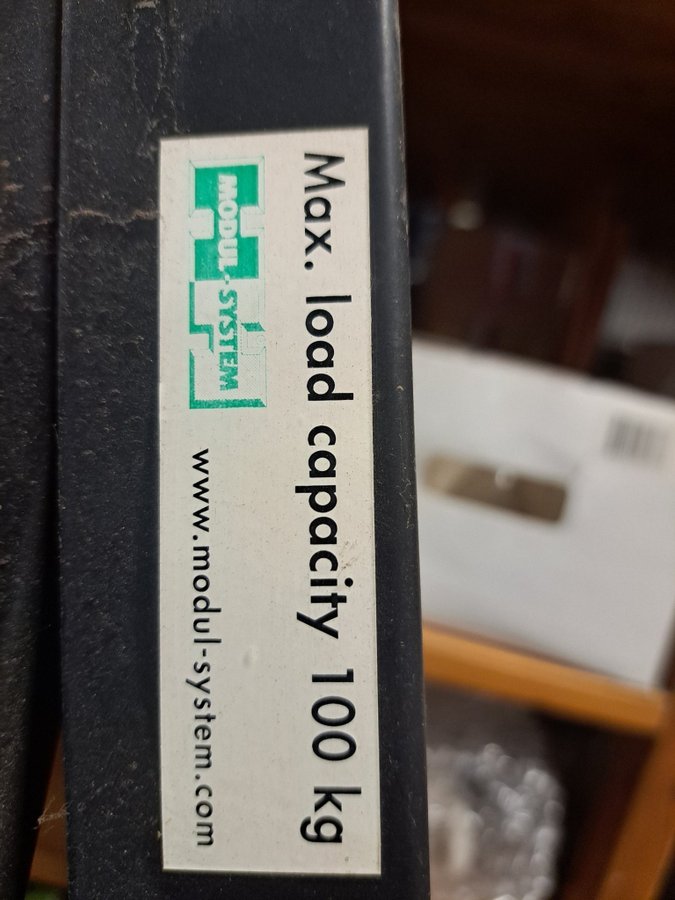 Max. load capacity 100 kg
MODUL-SYSTEM
www.modul-system.com